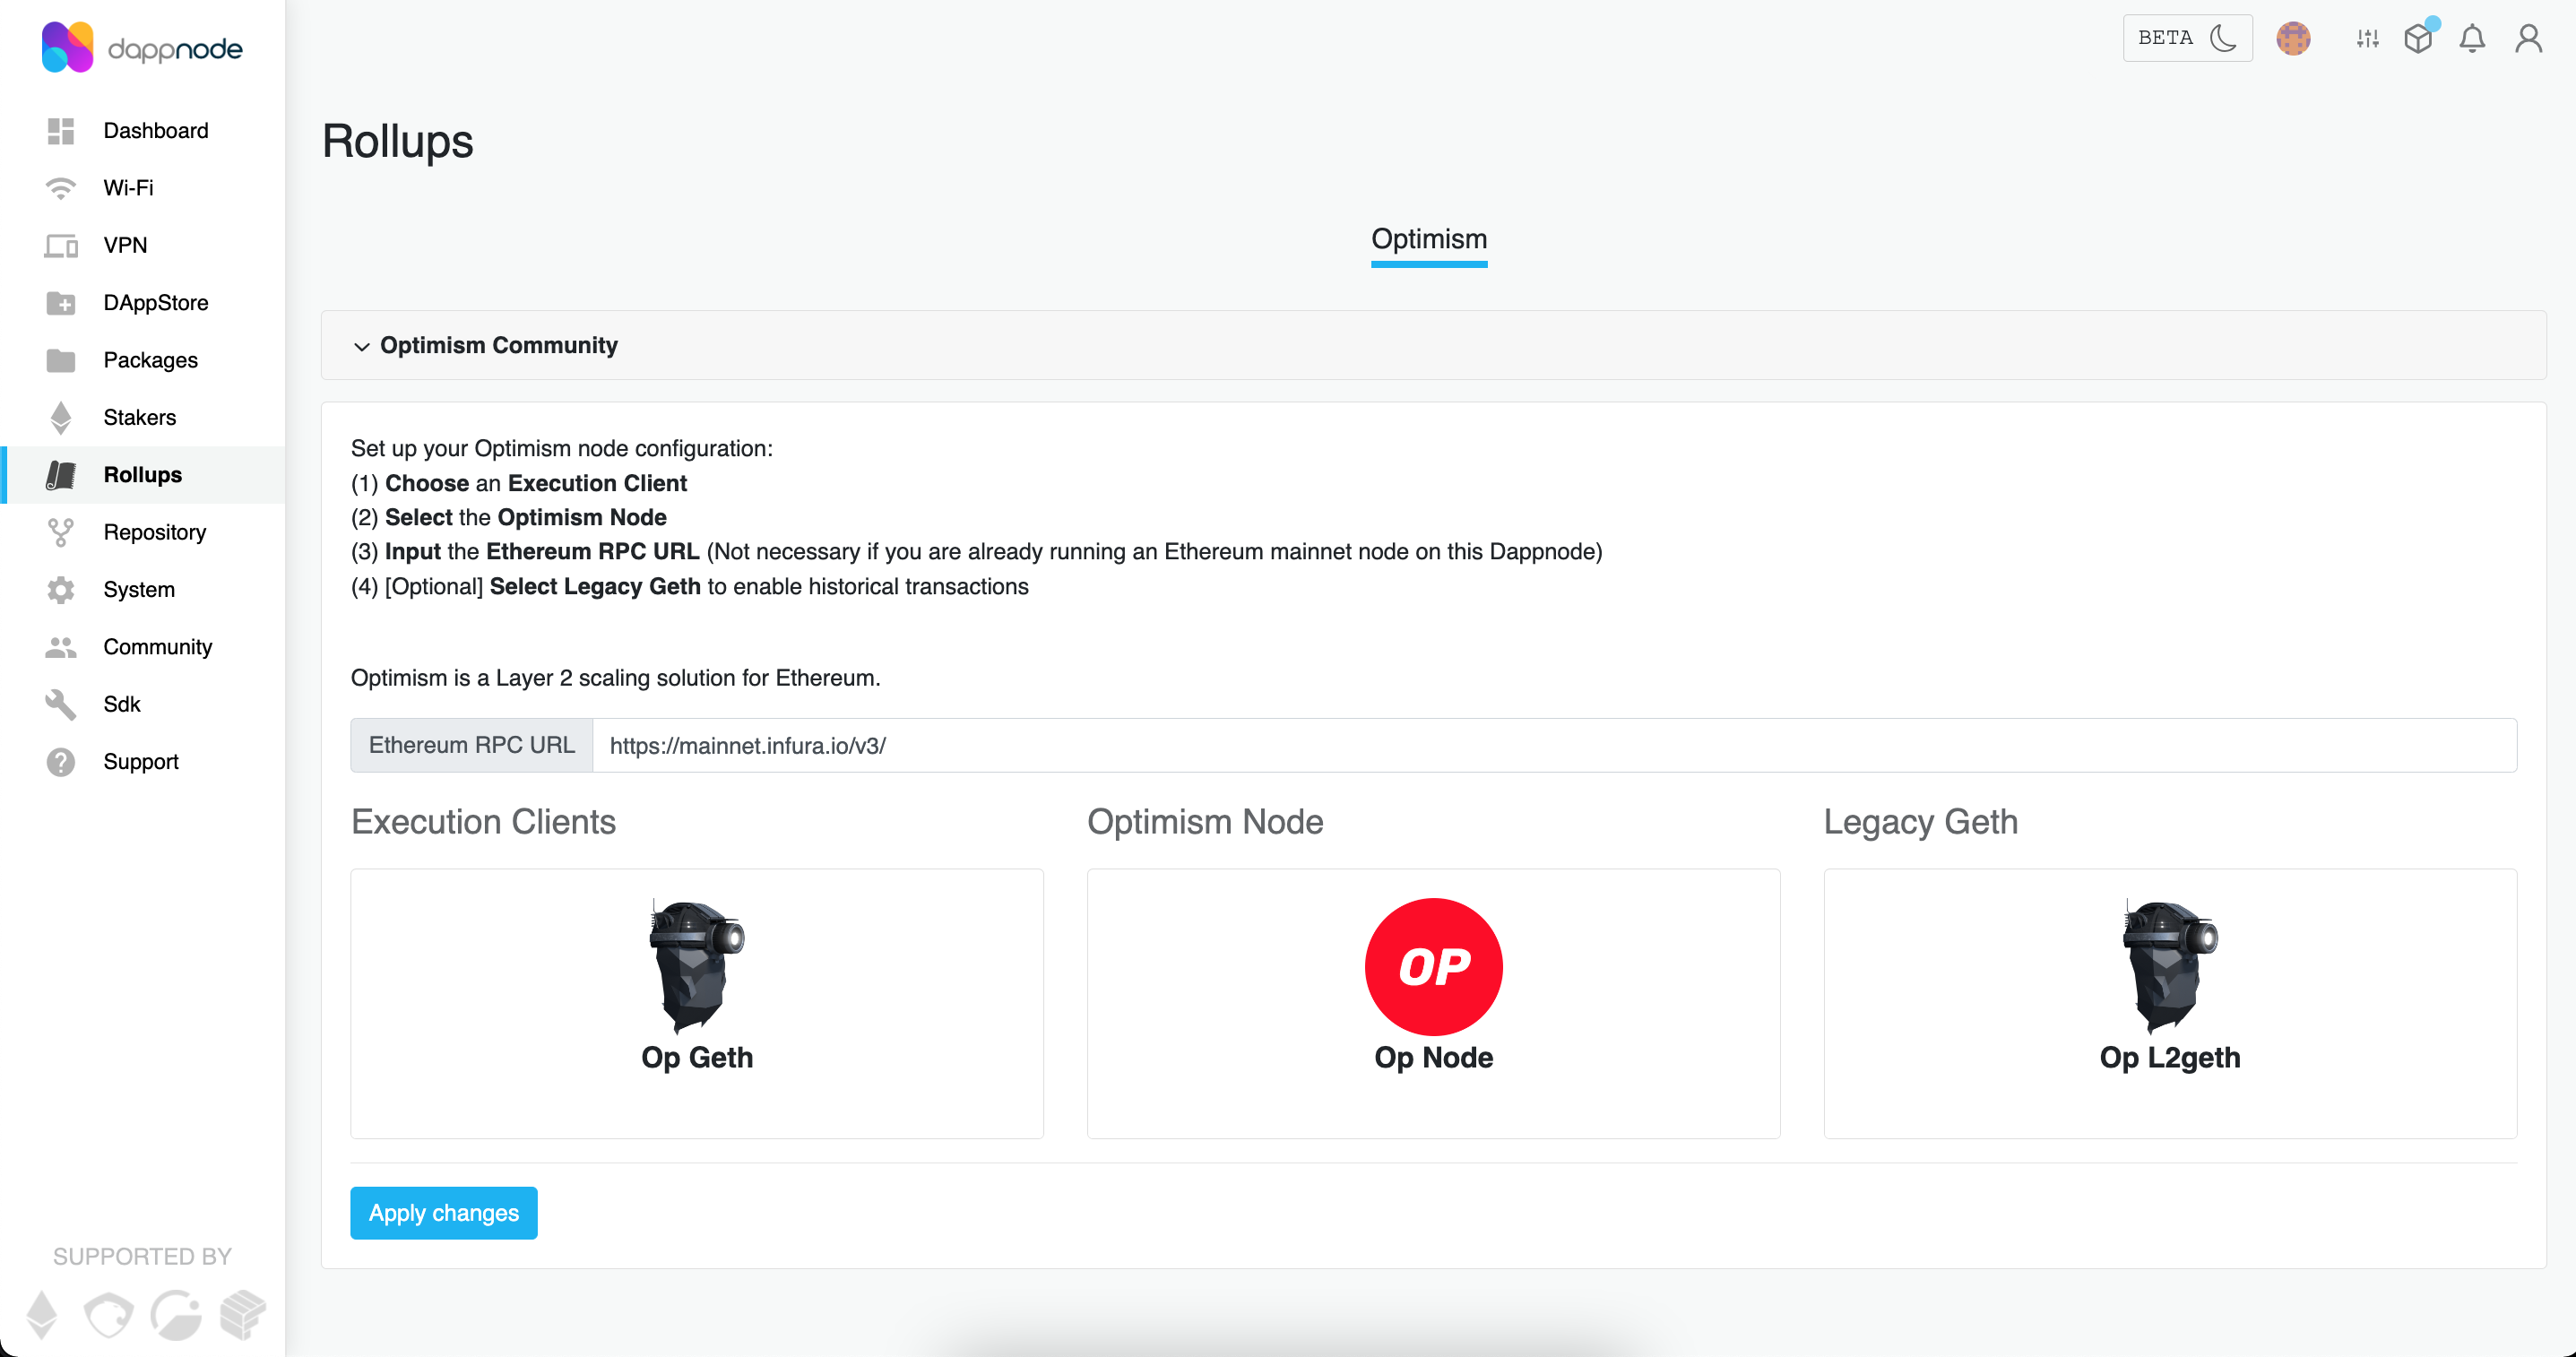 dappnode
BETA
Dashboard
Wi-Fi
VPN
DAppStore
Packages
Stakers
Rollups
Repository
System
Community
Sdk
Support
SUPPORTED BY
Rollups
Optimism
Optimism Community
Set up your Optimism node configuration:
(1) Choose an Execution Client
(2) Select the Optimism Node
(3) Input the Ethereum RPC URL (Not necessary if you are already running an Ethereum mainnet node on this Dappnode)
(4) [Optional] Select Legacy Geth to enable historical transactions
Optimism is a Layer 2 scaling solution for Ethereum.
Ethereum RPC URL https://mainnet.infura.io/v3/
Execution Clients
Op Geth
Optimism Node
OP
Op Node
Legacy Geth
Op L2geth
Apply changes